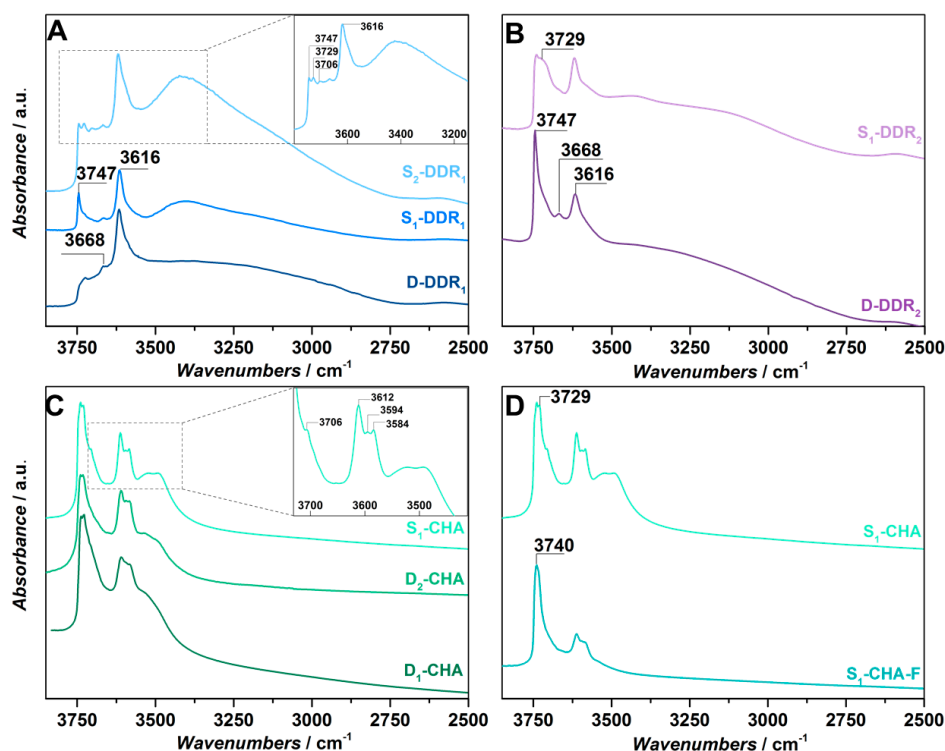 A
3616
3747
3729
3706
3600 3400 3200
S₂-DDR₁
3747
3616
S₁-DDR₁
3668
D-DDR₁
Absorbance / a.u.
3750 3500 3250 3000 2750 2500
Wavenumbers / cm⁻¹
B
3729
S₁-DDR₂
3747
3668
3616
D-DDR₂
3750 3500 3250 3000 2750 2500
Wavenumbers / cm⁻¹
C
3612
3706
3594
3584
3700 3600 3500
S₁-CHA
D₂-CHA
D₁-CHA
Absorbance / a.u.
3750 3500 3250 3000 2750 2500
Wavenumbers / cm⁻¹
D
3729
S₁-CHA
3740
S₁-CHA-F
3750 3500 3250 3000 2750 2500
Wavenumbers / cm⁻¹